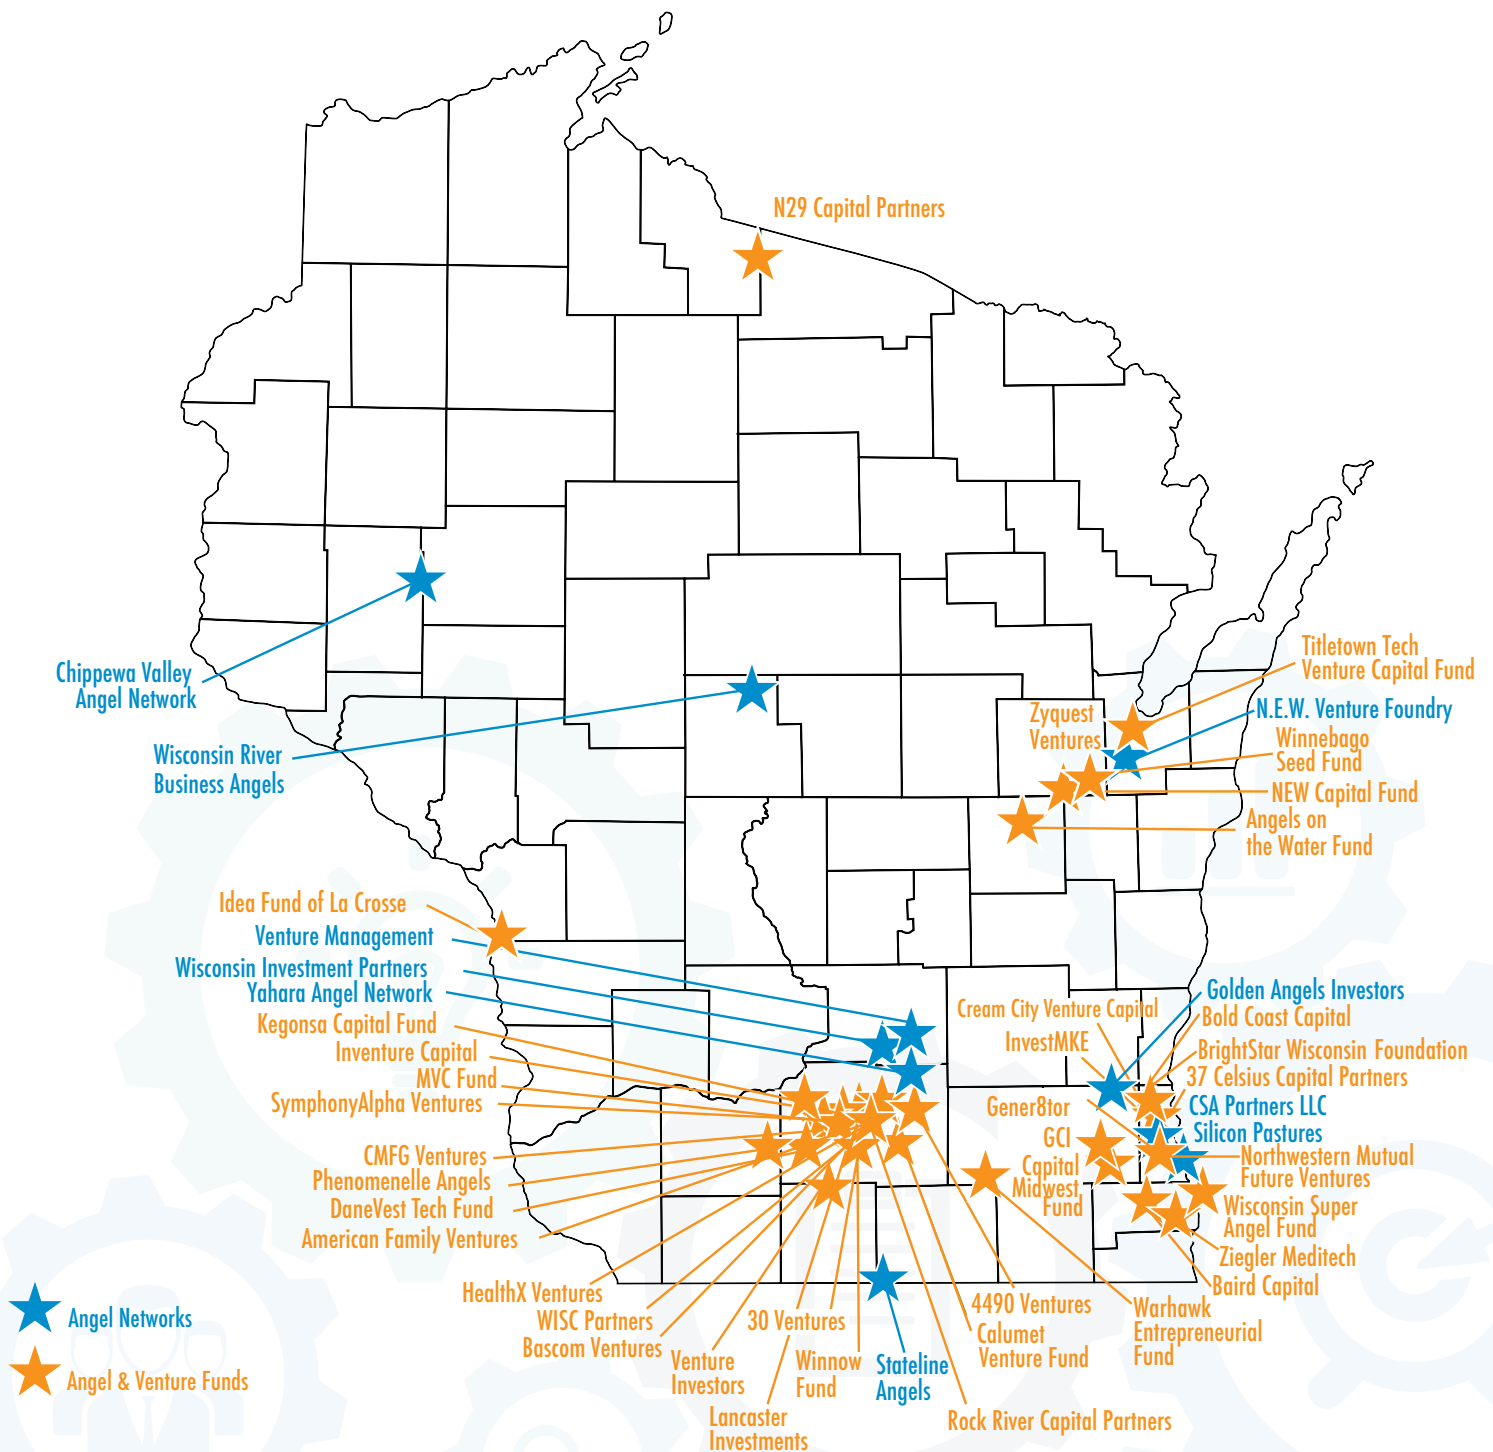 N29 Capital Partners
Chippewa Valley
Angel Network
Wisconsin River
Business Angels
Titletown Tech
Venture Capital Fund
Zyquest
Ventures
N.E.W. Venture Foundry
Winnebago
Seed Fund
NEW Capital Fund
Angels on
the Water Fund
Idea Fund of La Crosse
Venture Management
Wisconsin Investment Partners
Yahara Angel Network
Kegonsa Capital Fund
Inventure Capital
MVC Fund
SymphonyAlpha Ventures
CMFG Ventures
Phenomenelle Angels
DaneVest Tech Fund
American Family Ventures
HealthX Ventures
WISC Partners
Bascom Ventures
Venture
Investors
Lancaster
Investments
30 Ventures
Winnow
Fund
Stateline
Angels
Rock River Capital Partners
4490 Ventures
Calumet
Venture Fund
Warhawk
Entrepreneurial
Fund
Cream City Venture Capital
InvestMKE
Gener8tor
GCI
Capital
Midwest
Fund
Golden Angels Investors
Bold Coast Capital
BrightStar Wisconsin Foundation
37 Celsius Capital Partners
CSA Partners LLC
Silicon Pastures
Northwestern Mutual
Future Ventures
Wisconsin Super
Angel Fund
Ziegler Meditech
Baird Capital
Angel Networks
Angel & Venture Funds